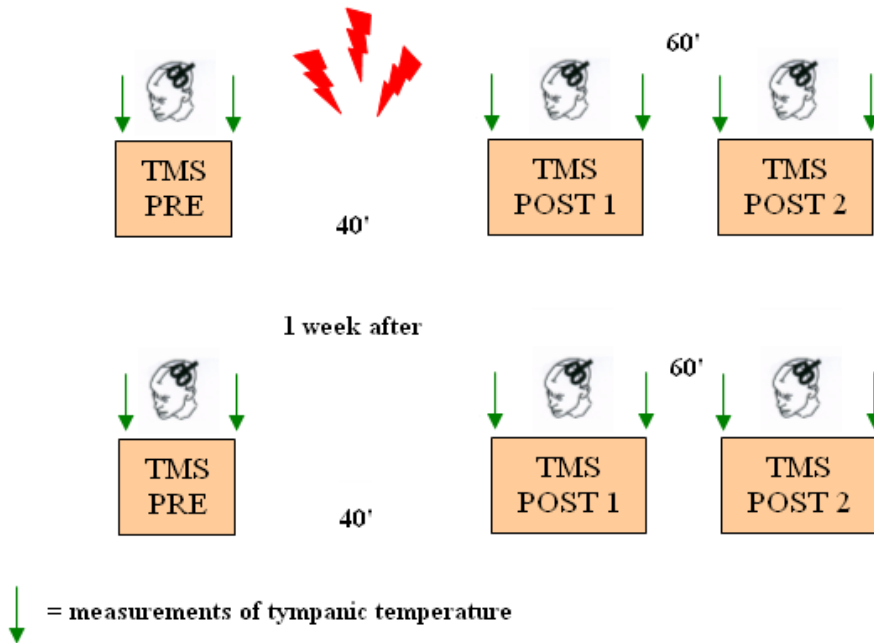 60'
TMS
PRE
TMS
POST 1
TMS
POST 2
40'
1 week after
60'
TMS
PRE
TMS
POST 1
TMS
POST 2
40'
= measurements of tympanic temperature